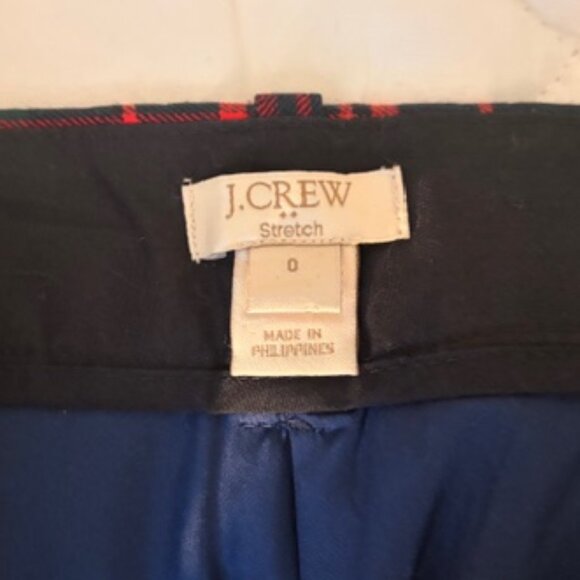 J.CREW
Stretch
0
MADE IN
PHILIPPINES